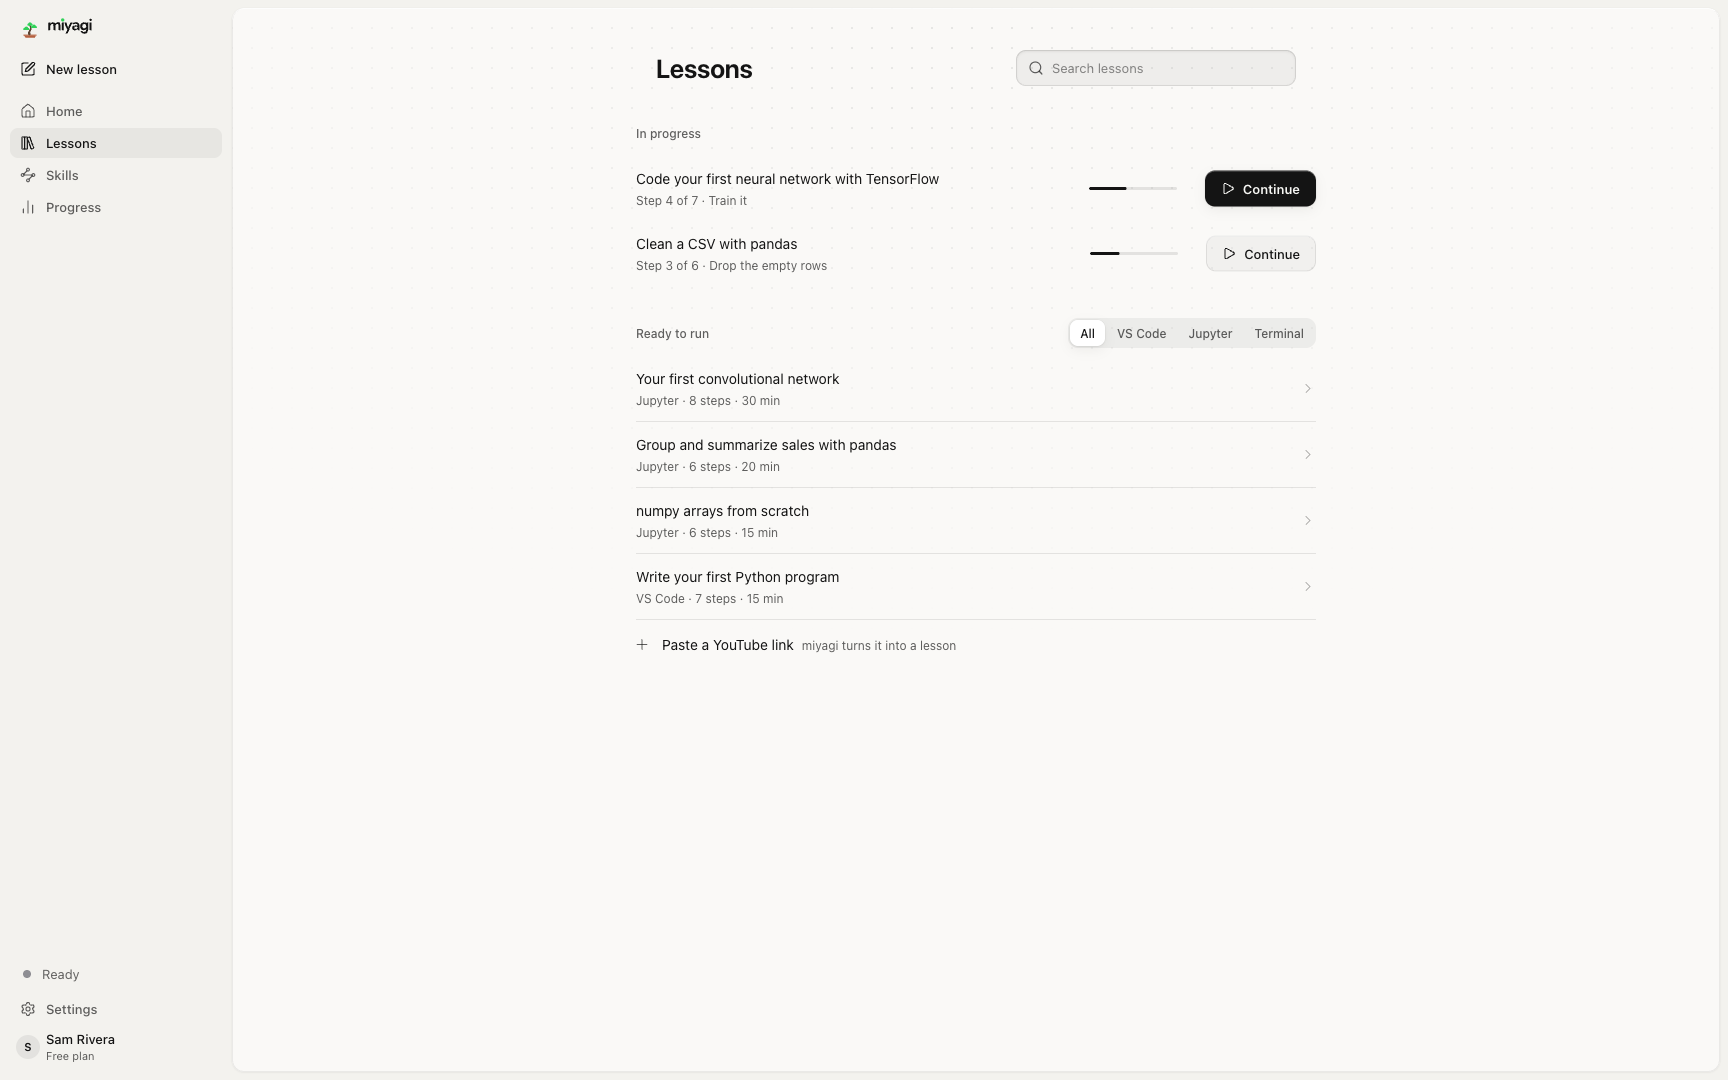 miyagi
New lesson
Home
Lessons
Skills
Progress
Ready
Settings
S
Sam Rivera
Free plan
Lessons
Search lessons
In progress
Code your first neural network with TensorFlow
Step 4 of 7 · Train it
Continue
Clean a CSV with pandas
Step 3 of 6 · Drop the empty rows
Continue
Ready to run
All VS Code Jupyter Terminal
Your first convolutional network
Jupyter · 8 steps · 30 min
Group and summarize sales with pandas
Jupyter · 6 steps · 20 min
numpy arrays from scratch
Jupyter · 6 steps · 15 min
Write your first Python program
VS Code · 7 steps · 15 min
Paste a YouTube link miyagi turns it into a lesson